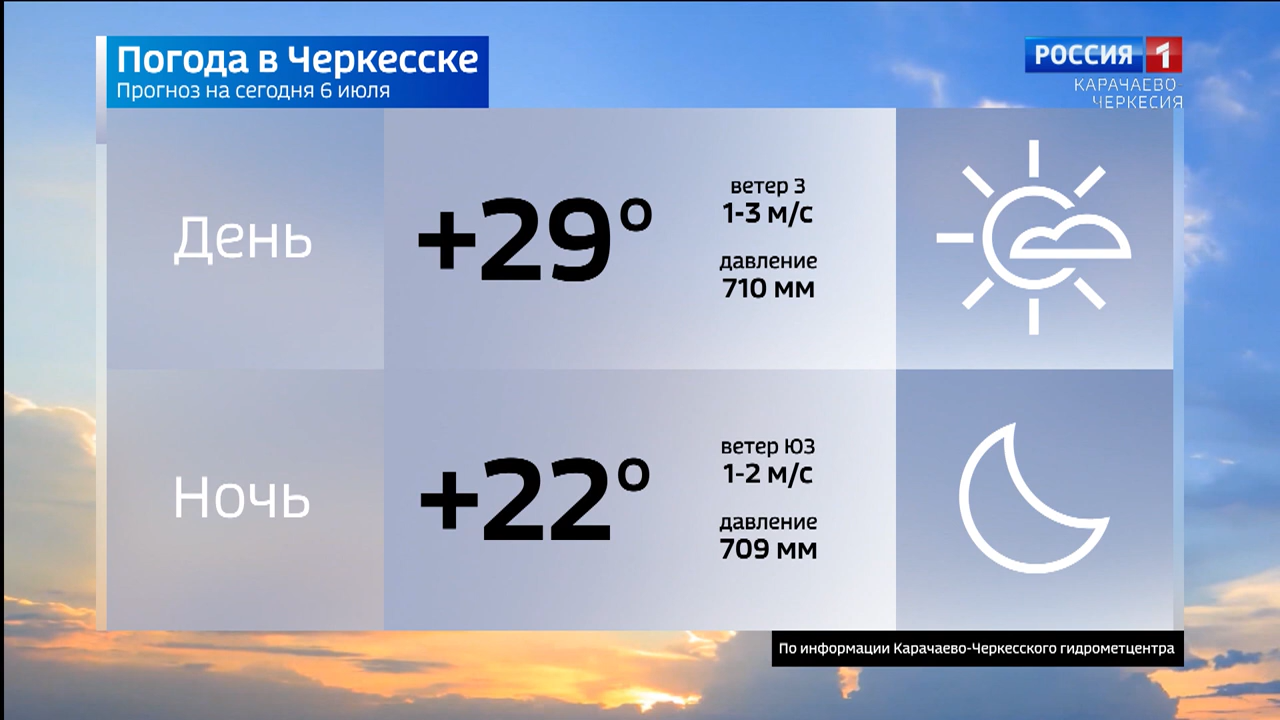 Погода в Черкесске
Прогноз на сегодня 6 июля
РОССИЯ 1
КАРАЧАЕВО-
ЧЕРКЕСИЯ
День
+29°
ветер З
1-3 м/с
давление
710 мм
Ночь
+22°
ветер ЮЗ
1-2 м/с
давление
709 мм
По информации Карачаево-Черкесского гидрометцентра